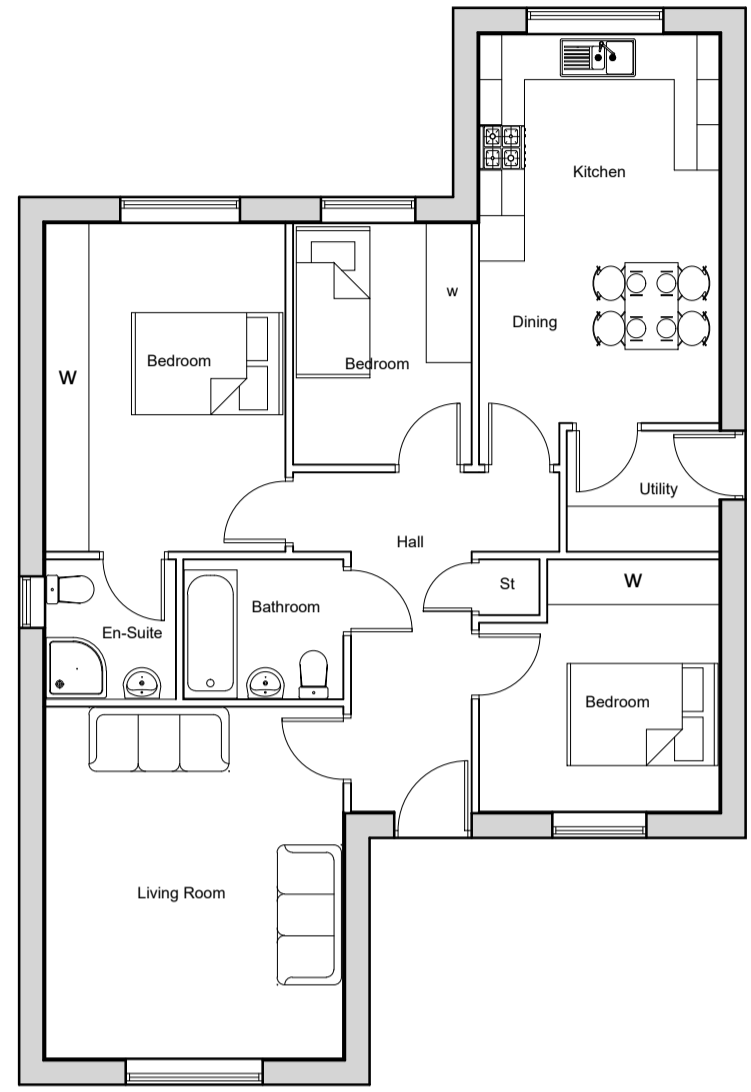 Kitchen
w
Dining
Bedroom
Bedroom
W
Utility
Hall
St
W
Bathroom
En-Suite
Bedroom
Living Room